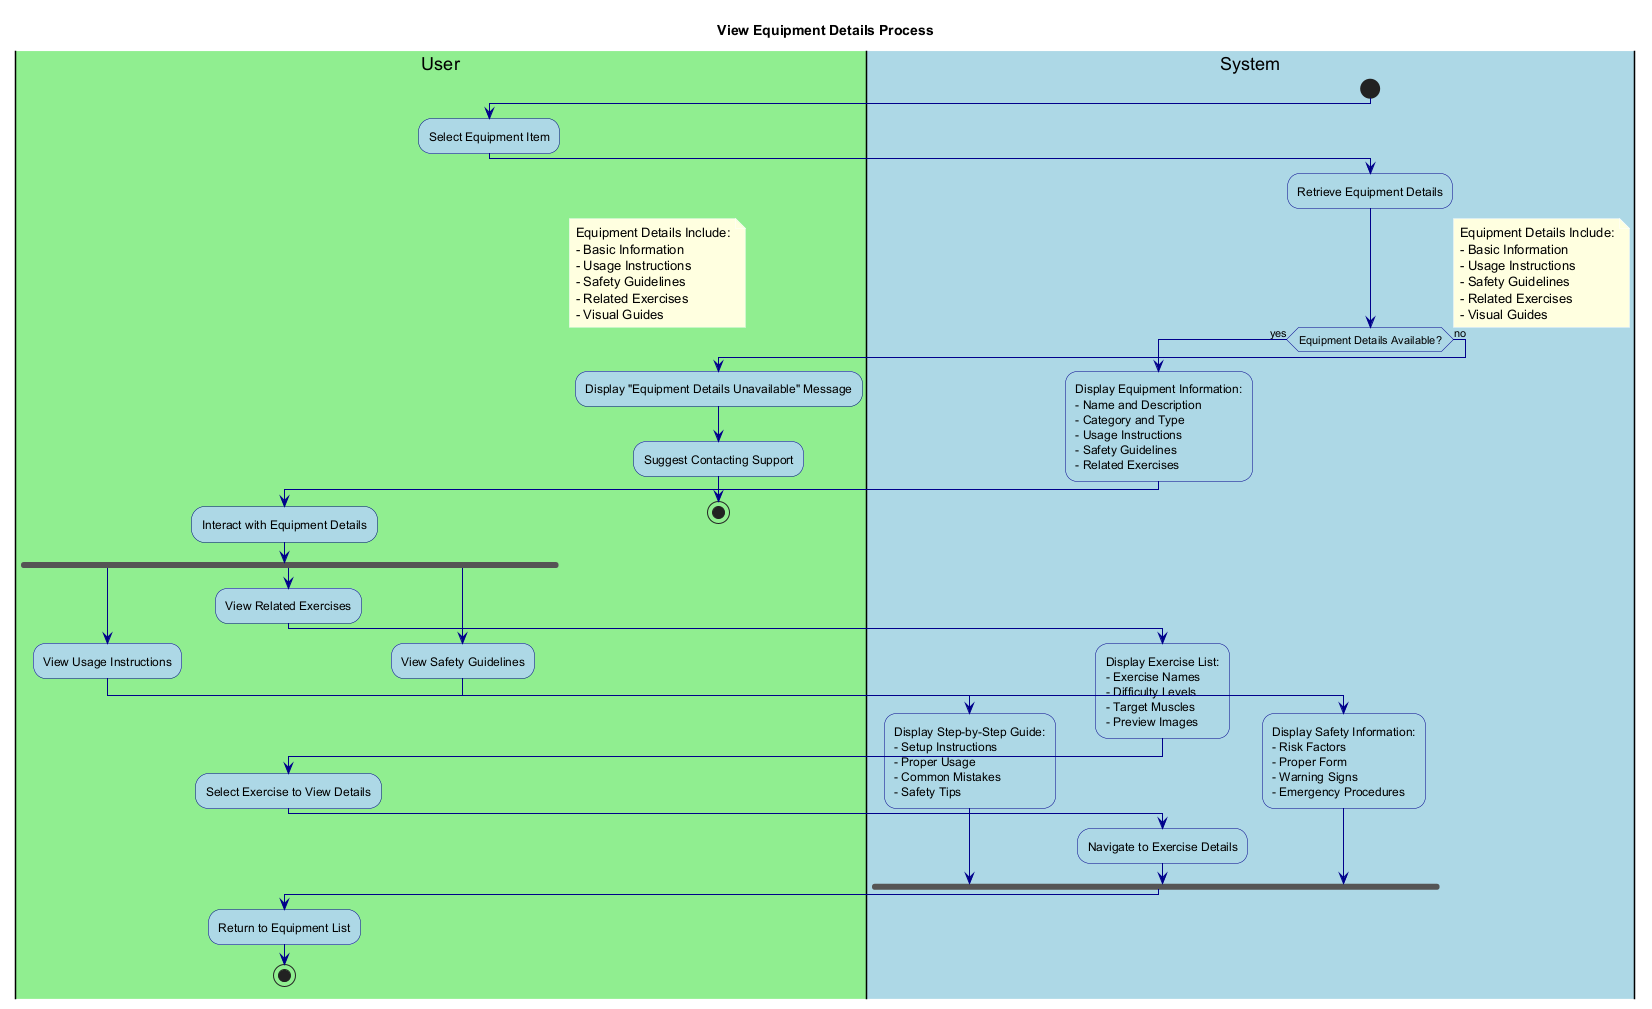 View Equipment Details Process
User
System
Select Equipment Item
Retrieve Equipment Details
Equipment Details Include:
- Basic Information
- Usage Instructions
- Safety Guidelines
- Related Exercises
- Visual Guides
Equipment Details Include:
- Basic Information
- Usage Instructions
- Safety Guidelines
- Related Exercises
- Visual Guides
yes
Equipment Details Available?
no
Display "Equipment Details Unavailable" Message
Display Equipment Information:
- Name and Description
- Category and Type
- Usage Instructions
- Safety Guidelines
- Related Exercises
Suggest Contacting Support
Interact with Equipment Details
View Related Exercises
View Usage Instructions
View Safety Guidelines
Display Exercise List:
- Exercise Names
- Difficulty Levels
- Target Muscles
- Preview Images
Display Step-by-Step Guide:
- Setup Instructions
- Proper Usage
- Common Mistakes
- Safety Tips
Display Safety Information:
- Risk Factors
- Proper Form
- Warning Signs
- Emergency Procedures
Select Exercise to View Details
Navigate to Exercise Details
Return to Equipment List